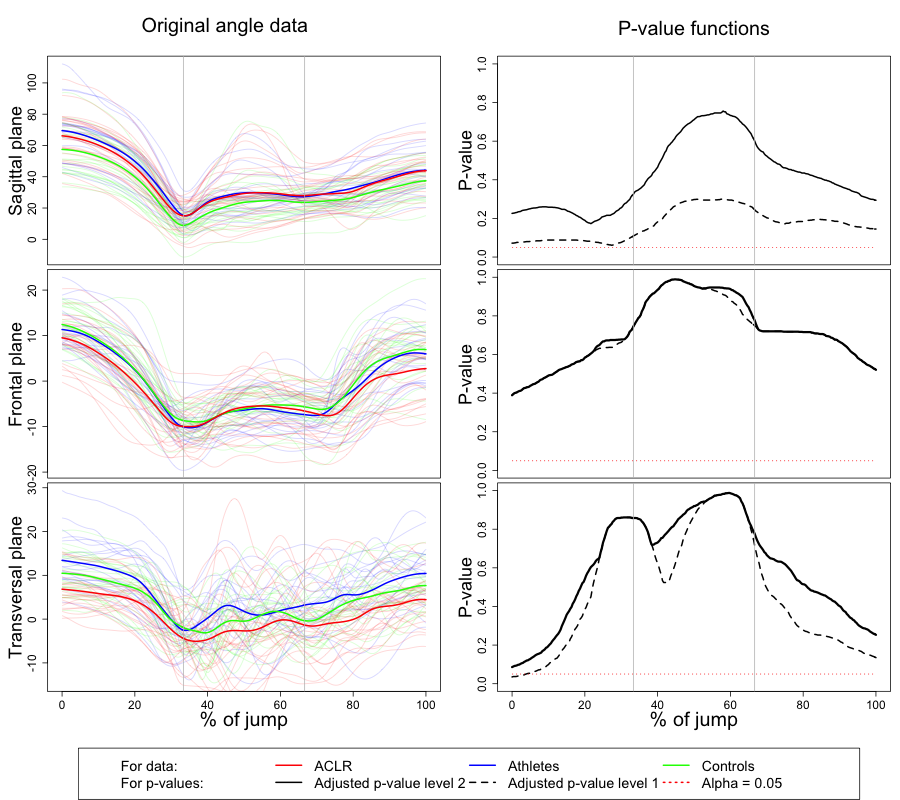 Original angle data
P-value functions
Sagittal plane
0 20 40 60 80 100
P-value
0.0 0.2 0.4 0.6 0.8 1.0
Frontal plane
-20 -10 0 10 20
P-value
0.0 0.2 0.4 0.6 0.8 1.0
Transversal plane
-10 0 10 20 30
P-value
0.0 0.2 0.4 0.6 0.8 1.0
0 20 40 60 80 100
0 20 40 60 80 100
% of jump
% of jump
For data: ACLR Athletes Controls
For p-values: Adjusted p-value level 2 Adjusted p-value level 1 Alpha = 0.05